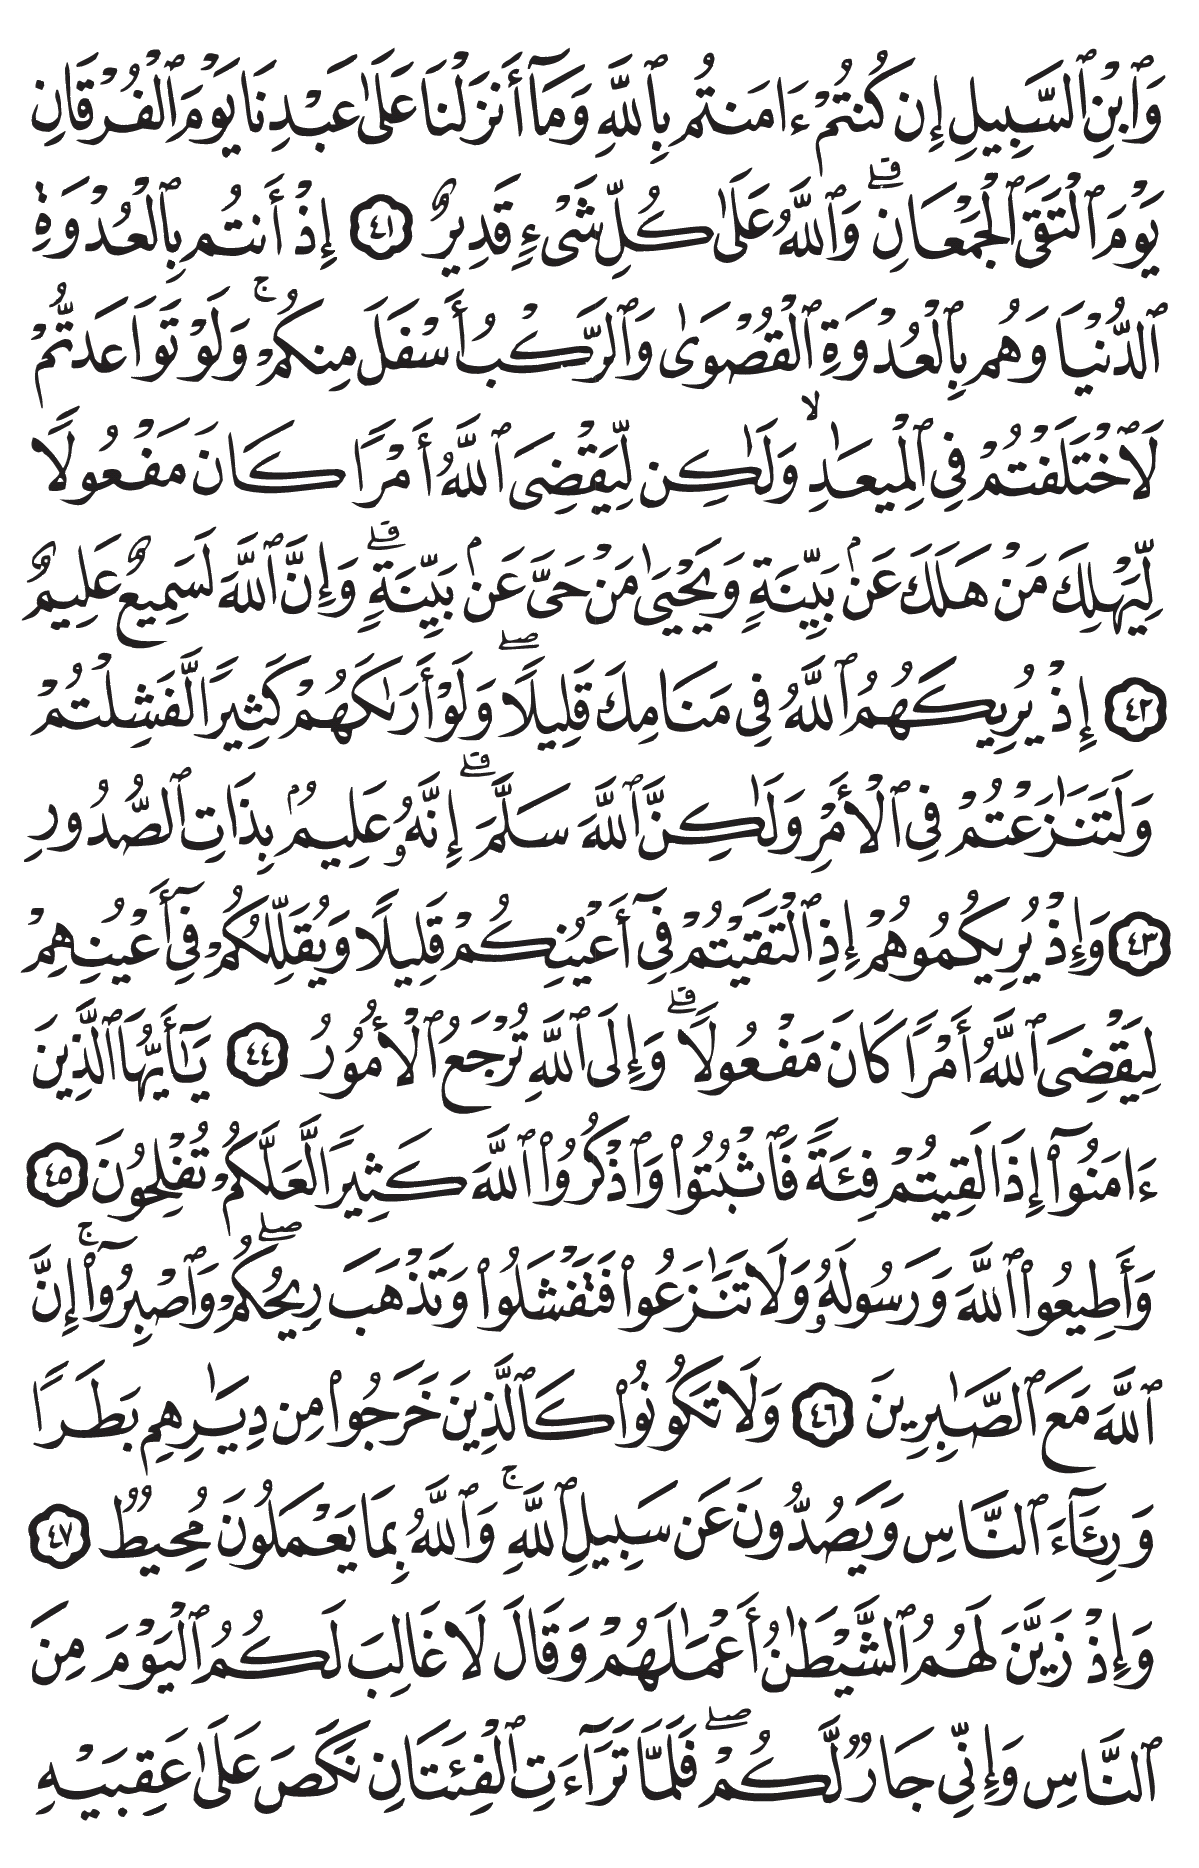 وَٱبْنِ ٱلسَّبِيلِ إِن كُنتُمْ ءَامَنتُم بِٱللَّهِ وَمَآ أَنزَلْنَا عَلَىٰ عَبْدِنَا يَوْمَ ٱلْفُرْقَانِ
يَوْمَ ٱلْتَقَى ٱلْجَمْعَانِ ۗ وَٱللَّهُ عَلَىٰ كُلِّ شَىْءٍ قَدِيرٌ ٤١ إِذْ أَنتُم بِٱلْعُدْوَةِ
ٱلدُّنْيَا وَهُم بِٱلْعُدْوَةِ ٱلْقُصْوَىٰ وَٱلرَّكْبُ أَسْفَلَ مِنكُمْ ۚ وَلَوْ تَوَاعَدتُّمْ
لَٱخْتَلَفْتُمْ فِى ٱلْمِيعَـٰدِ ۙ وَلَـٰكِن لِّيَقْضِىَ ٱللَّهُ أَمْرًا كَانَ مَفْعُولًا
لِّيَهْلِكَ مَنْ هَلَكَ عَنۢ بَيِّنَةٍ وَيَحْيَىٰ مَنْ حَىَّ عَنۢ بَيِّنَةٍ ۗ وَإِنَّ ٱللَّهَ لَسَمِيعٌ عَلِيمٌ
٤٢ إِذْ يُرِيكَهُمُ ٱللَّهُ فِى مَنَامِكَ قَلِيلًا ۖ وَلَوْ أَرَىٰكَهُمْ كَثِيرًا لَّفَشِلْتُمْ
وَلَتَنَـٰزَعْتُمْ فِى ٱلْأَمْرِ وَلَـٰكِنَّ ٱللَّهَ سَلَّمَ ۗ إِنَّهُۥ عَلِيمٌۢ بِذَاتِ ٱلصُّدُورِ
٤٣ وَإِذْ يُرِيكُمُوهُمْ إِذِ ٱلْتَقَيْتُمْ فِىٓ أَعْيُنِكُمْ قَلِيلًا وَيُقَلِّلُكُمْ فِىٓ أَعْيُنِهِمْ
لِيَقْضِىَ ٱللَّهُ أَمْرًا كَانَ مَفْعُولًا ۗ وَإِلَى ٱللَّهِ تُرْجَعُ ٱلْأُمُورُ ٤٤ يَـٰٓأَيُّهَا ٱلَّذِينَ
ءَامَنُوٓا۟ إِذَا لَقِيتُمْ فِئَةً فَٱثْبُتُوا۟ وَٱذْكُرُوا۟ ٱللَّهَ كَثِيرًا لَّعَلَّكُمْ تُفْلِحُونَ ٤٥
وَأَطِيعُوا۟ ٱللَّهَ وَرَسُولَهُۥ وَلَا تَنَـٰزَعُوا۟ فَتَفْشَلُوا۟ وَتَذْهَبَ رِيحُكُمْ ۖ وَٱصْبِرُوٓا۟ ۚ إِنَّ
ٱللَّهَ مَعَ ٱلصَّـٰبِرِينَ ٤٦ وَلَا تَكُونُوا۟ كَٱلَّذِينَ خَرَجُوا۟ مِن دِيَـٰرِهِم بَطَرًا
وَرِئَآءَ ٱلنَّاسِ وَيَصُدُّونَ عَن سَبِيلِ ٱللَّهِ ۚ وَٱللَّهُ بِمَا يَعْمَلُونَ مُحِيطٌ ٤٧
وَإِذْ زَيَّنَ لَهُمُ ٱلشَّيْطَـٰنُ أَعْمَـٰلَهُمْ وَقَالَ لَا غَالِبَ لَكُمُ ٱلْيَوْمَ مِنَ
ٱلنَّاسِ وَإِنِّى جَارٌ لَّكُمْ ۖ فَلَمَّا تَرَآءَتِ ٱلْفِئَتَانِ نَكَصَ عَلَىٰ عَقِبَيْهِ